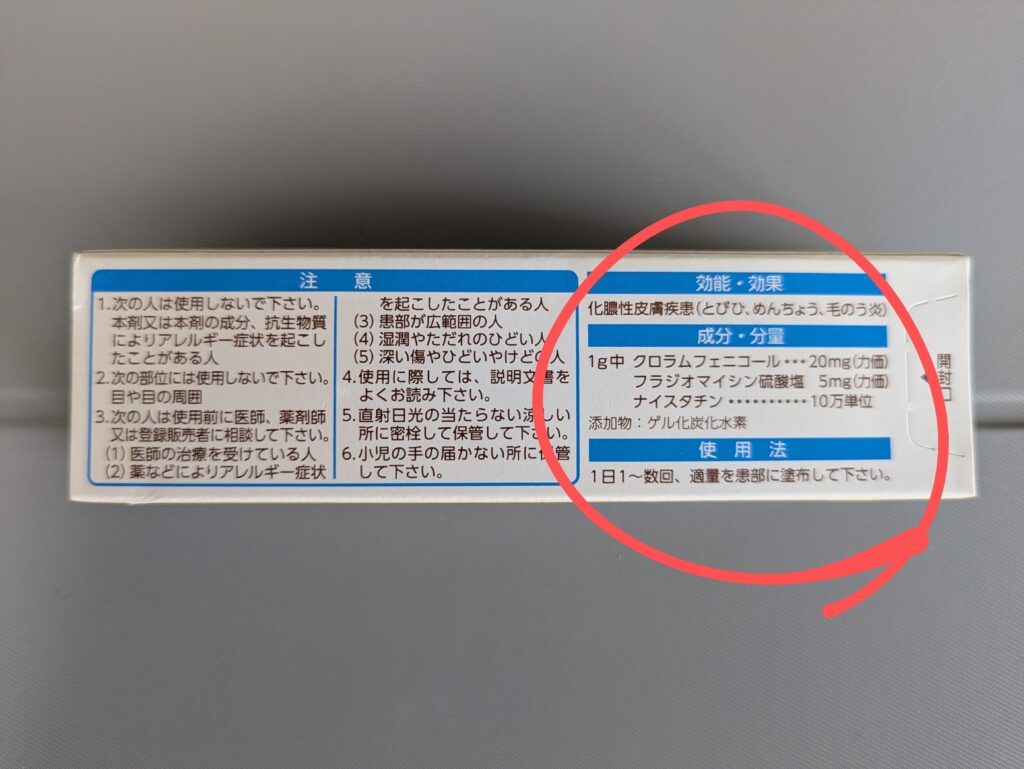 注 意
1.次の人は使用しないで下さい。
本剤又は本剤の成分、抗生物質
によりアレルギー症状を起こし
たことがある人
2.次の部位には使用しないで下さい。
目や目の周囲
3.次の人は使用前に医師、薬剤師
又は登録販売者に相談して下さい。
(1)医師の治療を受けている人
(2)薬などによりアレルギー症状
を起こしたことがある人
(3)患部が広範囲の人
(4)湿潤やただれのひどい人
(5)深い傷やひどいやけどの人
4.使用に際しては、説明文書を
よくお読み下さい。
5.直射日光の当たらない涼しい
所に密栓して保管して下さい。
6.小児の手の届かない所に保管
して下さい。
効能・効果
化膿性皮膚疾患(とびひ、めんちょう、毛のう炎)
成分・分量
1g中 クロラムフェニコール・・・20mg(力価)
フラジオマイシン硫酸塩 5mg(力価)
ナイスタチン・・・・・・・・・・10万単位
添加物:ゲル化炭化水素
使 用 法
1日1〜数回、適量を患部に塗布して下さい。
開封口